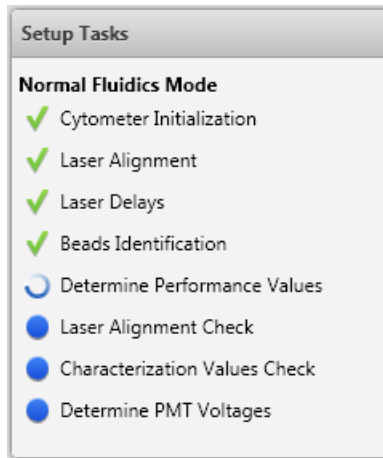 Setup Tasks
Normal Fluidics Mode
Cytometer Initialization
Laser Alignment
Laser Delays
Beads Identification
Determine Performance Values
Laser Alignment Check
Characterization Values Check
Determine PMT Voltages